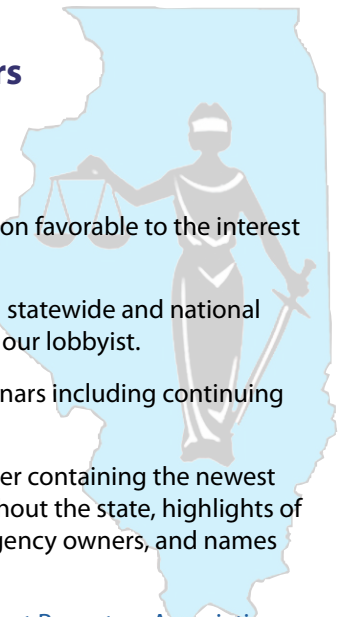 rs
on favorable to the interest
statewide and national
our lobbyist.
nars including continuing
er containing the newest
hout the state, highlights of
gency owners, and names